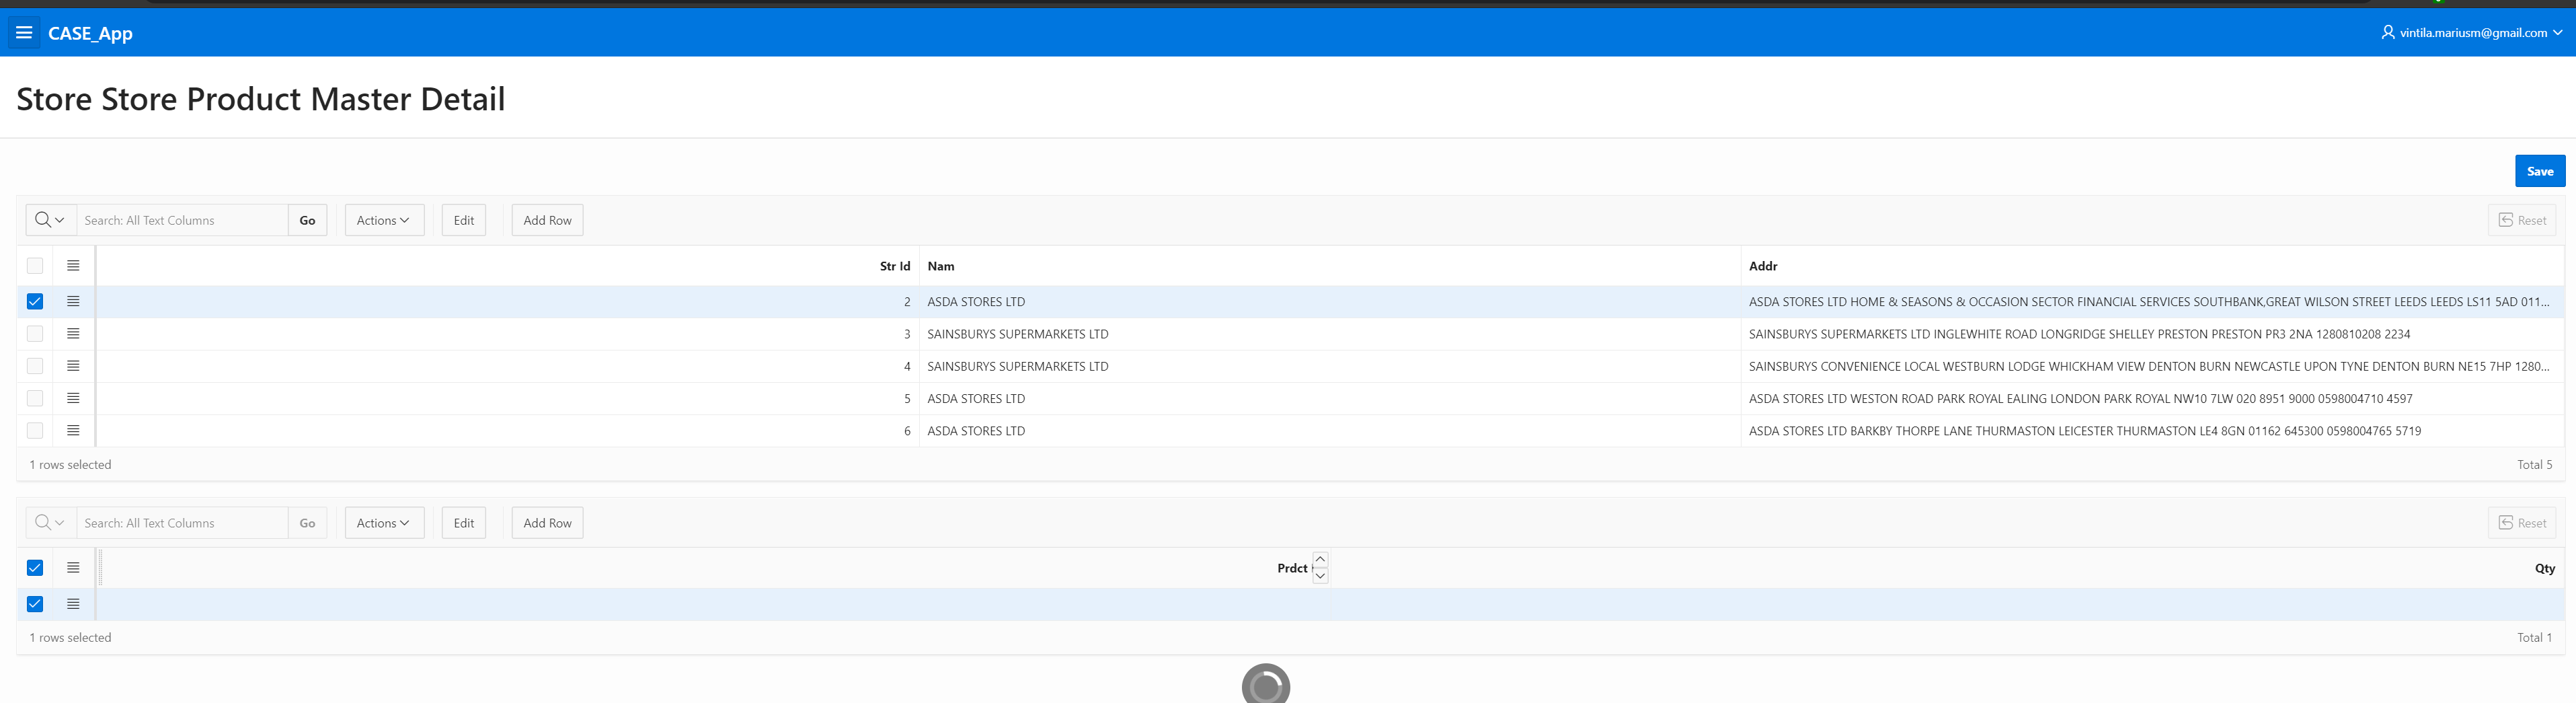 CASE_App
vintila.mariusm@gmail.com
Store Store Product Master Detail
Save
Search: All Text Columns Go Actions Edit Add Row Reset
Str Id Nam Addr
2 ASDA STORES LTD ASDA STORES LTD HOME & SEASONS & OCCASION SECTOR FINANCIAL SERVICES SOUTHBANK,GREAT WILSON STREET LEEDS LEEDS LS11 5AD 011...
3 SAINSBURYS SUPERMARKETS LTD SAINSBURYS SUPERMARKETS LTD INGLEWHITE ROAD LONGRIDGE SHELLEY PRESTON PRESTON PR3 2NA 1280810208 2234
4 SAINSBURYS SUPERMARKETS LTD SAINSBURYS CONVENIENCE LOCAL WESTBURN LODGE WHICKHAM VIEW DENTON BURN NEWCASTLE UPON TYNE DENTON BURN NE15 7HP 1280...
5 ASDA STORES LTD ASDA STORES LTD WESTON ROAD PARK ROYAL EALING LONDON PARK ROYAL NW10 7LW 020 8951 9000 0598004710 4597
6 ASDA STORES LTD ASDA STORES LTD BARKBY THORPE LANE THURMASTON LEICESTER THURMASTON LE4 8GN 01162 645300 0598004765 5719
1 rows selected Total 5
Search: All Text Columns Go Actions Edit Add Row Reset
Prdct Qty
1 rows selected Total 1